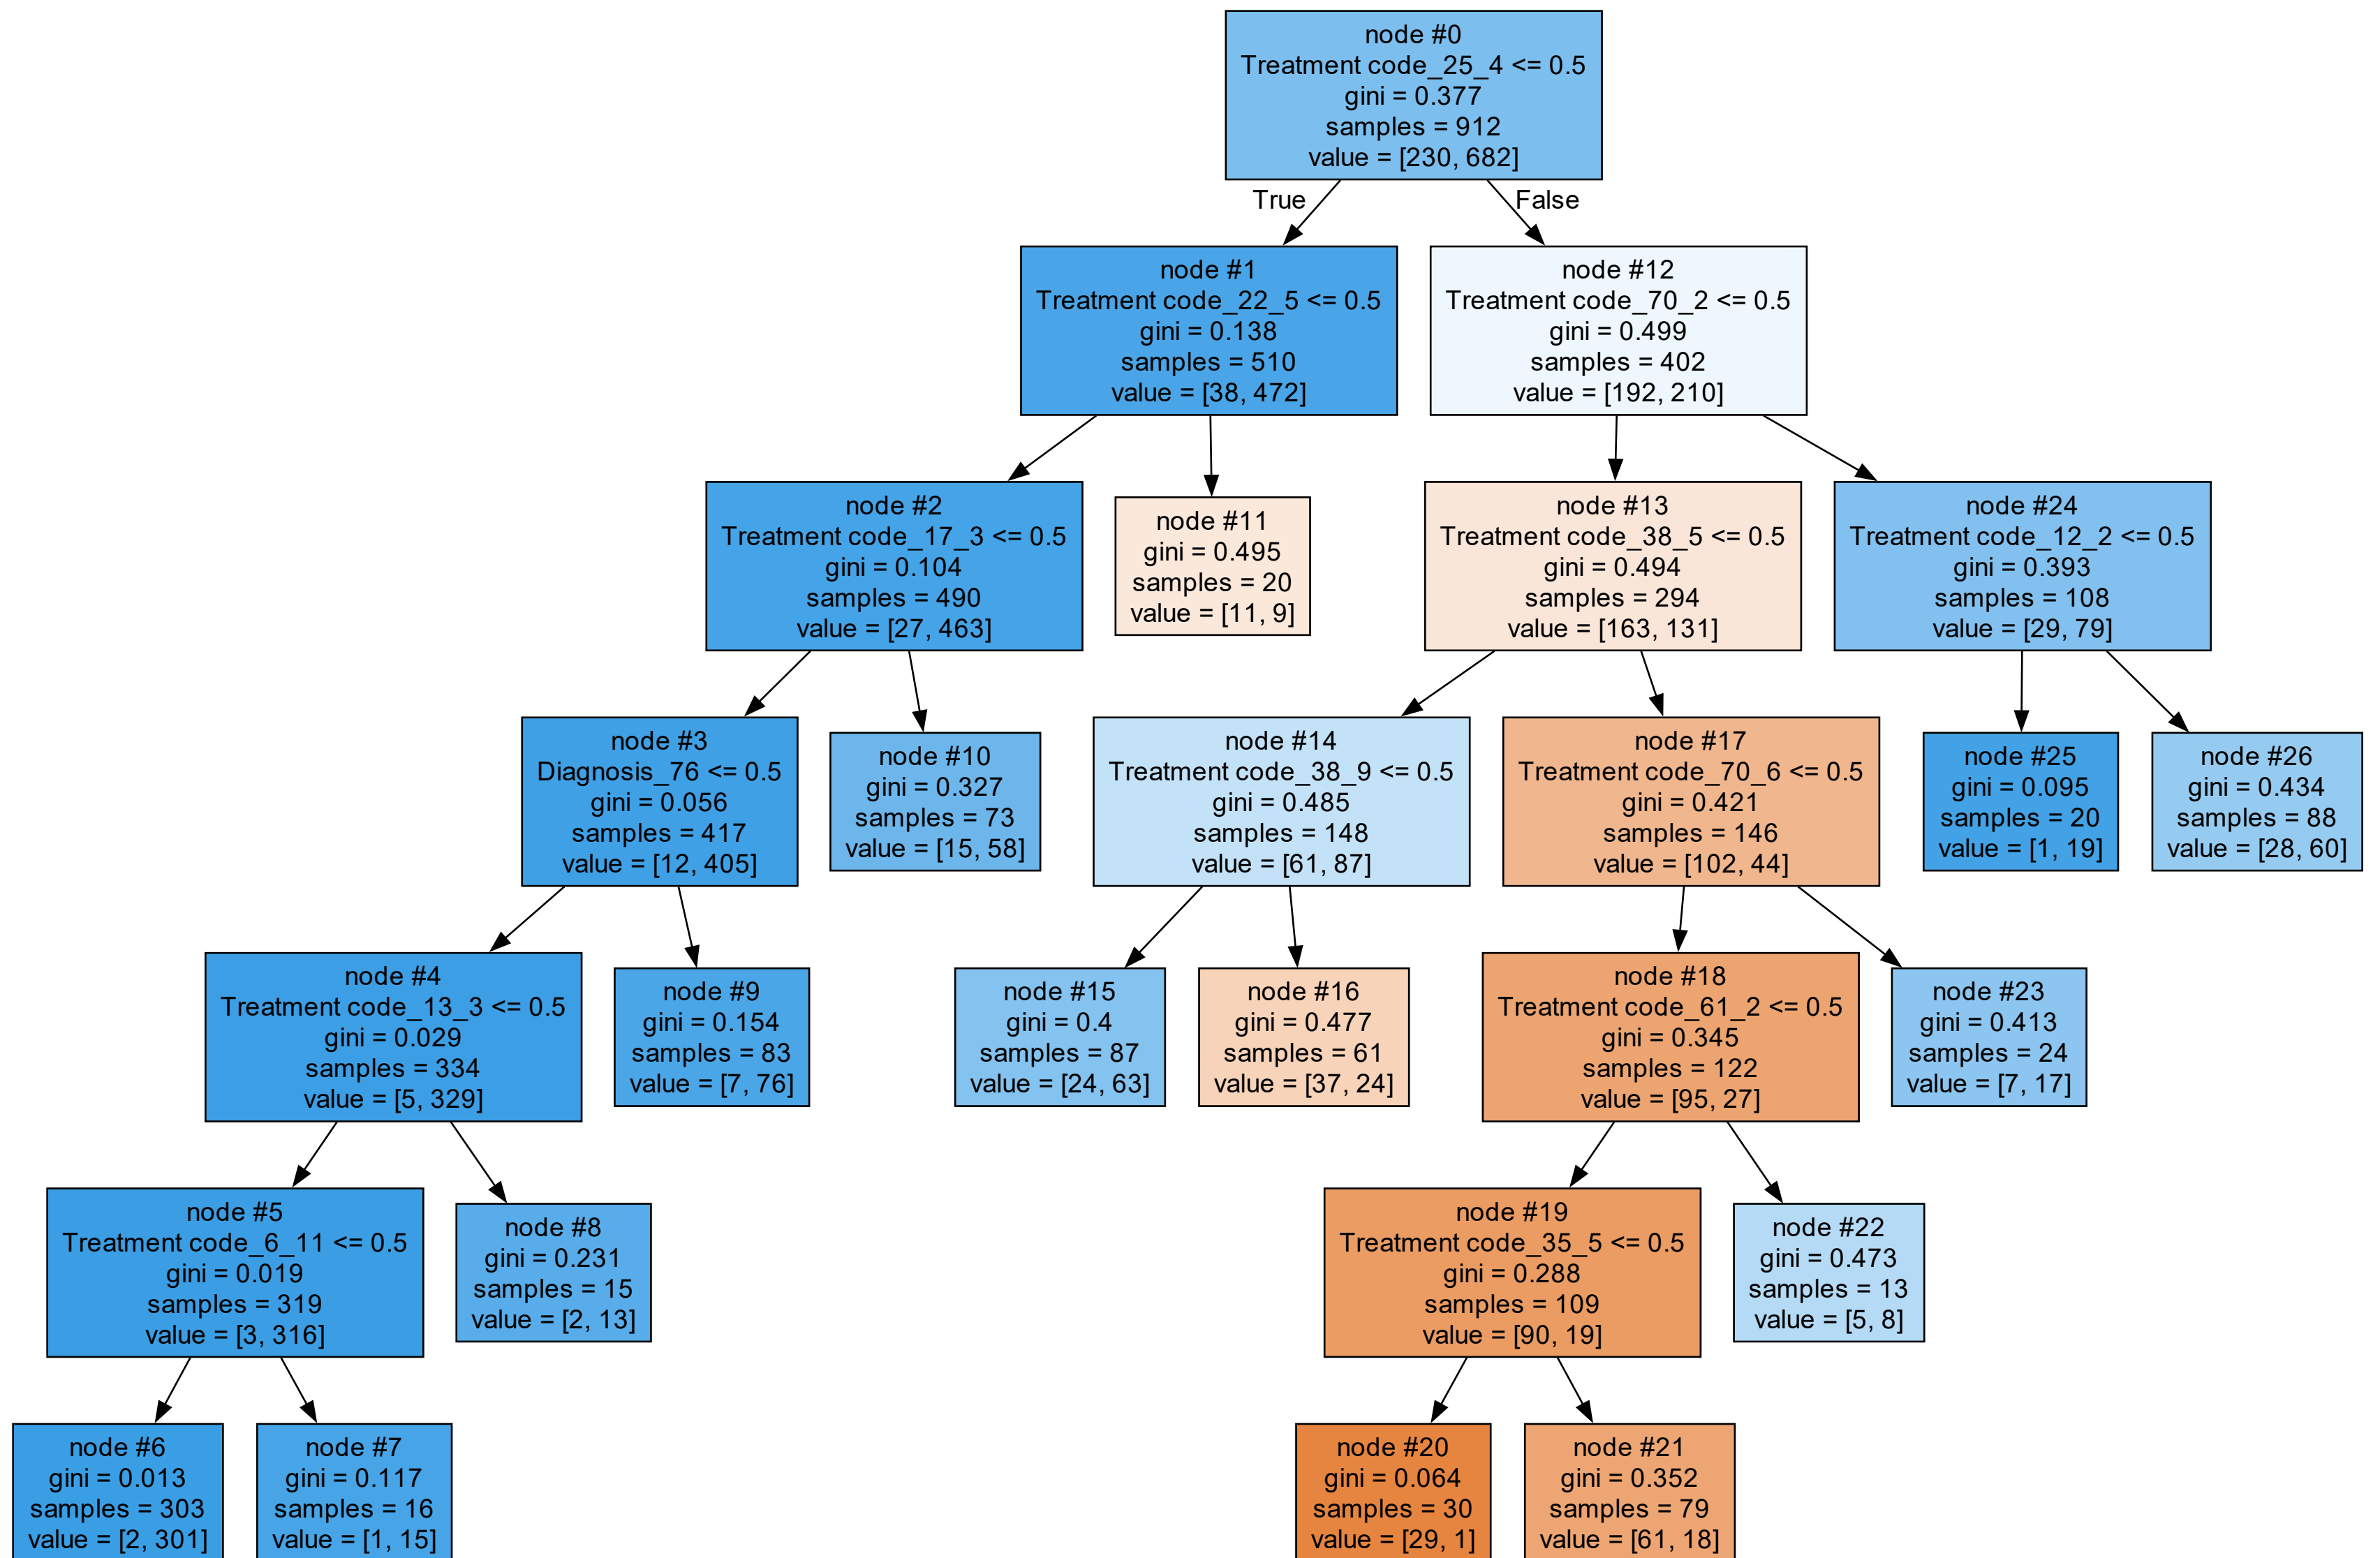 node #0
Treatment code_25_4 <= 0.5
gini = 0.377
samples = 912
value = [230, 682]
True
False
node #1
Treatment code_22_5 <= 0.5
gini = 0.138
samples = 510
value = [38, 472]
node #12
Treatment code_70_2 <= 0.5
gini = 0.499
samples = 402
value = [192, 210]
node #2
Treatment code_17_3 <= 0.5
gini = 0.104
samples = 490
value = [27, 463]
node #11
gini = 0.495
samples = 20
value = [11, 9]
node #13
Treatment code_38_5 <= 0.5
gini = 0.494
samples = 294
value = [163, 131]
node #24
Treatment code_12_2 <= 0.5
gini = 0.393
samples = 108
value = [29, 79]
node #3
Diagnosis_76 <= 0.5
gini = 0.056
samples = 417
value = [12, 405]
node #10
gini = 0.327
samples = 73
value = [15, 58]
node #14
Treatment code_38_9 <= 0.5
gini = 0.485
samples = 148
value = [61, 87]
node #17
Treatment code_70_6 <= 0.5
gini = 0.421
samples = 146
value = [102, 44]
node #25
gini = 0.095
samples = 20
value = [1, 19]
node #26
gini = 0.434
samples = 88
value = [28, 60]
node #4
Treatment code_13_3 <= 0.5
gini = 0.029
samples = 334
value = [5, 329]
node #9
gini = 0.154
samples = 83
value = [7, 76]
node #15
gini = 0.4
samples = 87
value = [24, 63]
node #16
gini = 0.477
samples = 61
value = [37, 24]
node #18
Treatment code_61_2 <= 0.5
gini = 0.345
samples = 122
value = [95, 27]
node #23
gini = 0.413
samples = 24
value = [7, 17]
node #5
Treatment code_6_11 <= 0.5
gini = 0.019
samples = 319
value = [3, 316]
node #8
gini = 0.231
samples = 15
value = [2, 13]
node #19
Treatment code_35_5 <= 0.5
gini = 0.288
samples = 109
value = [90, 19]
node #22
gini = 0.473
samples = 13
value = [5, 8]
node #6
gini = 0.013
samples = 303
value = [2, 301]
node #7
gini = 0.117
samples = 16
value = [1, 15]
node #20
gini = 0.064
samples = 30
value = [29, 1]
node #21
gini = 0.352
samples = 79
value = [61, 18]